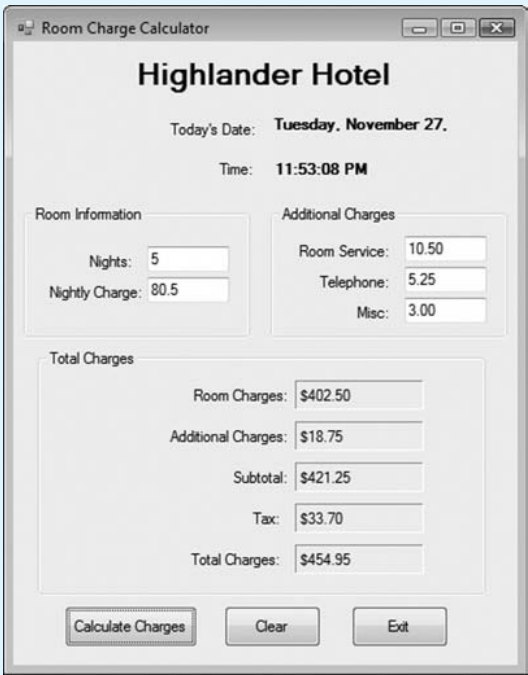 Room Charge Calculator
Highlander Hotel
Today's Date: Tuesday, November 27,
Time: 11:53:08 PM
Room Information
Nights: 5
Nightly Charge: 80.5
Additional Charges
Room Service: 10.50
Telephone: 5.25
Misc: 3.00
Total Charges
Room Charges: $402.50
Additional Charges: $18.75
Subtotal: $421.25
Tax: $33.70
Total Charges: $454.95
Calculate Charges Clear Exit